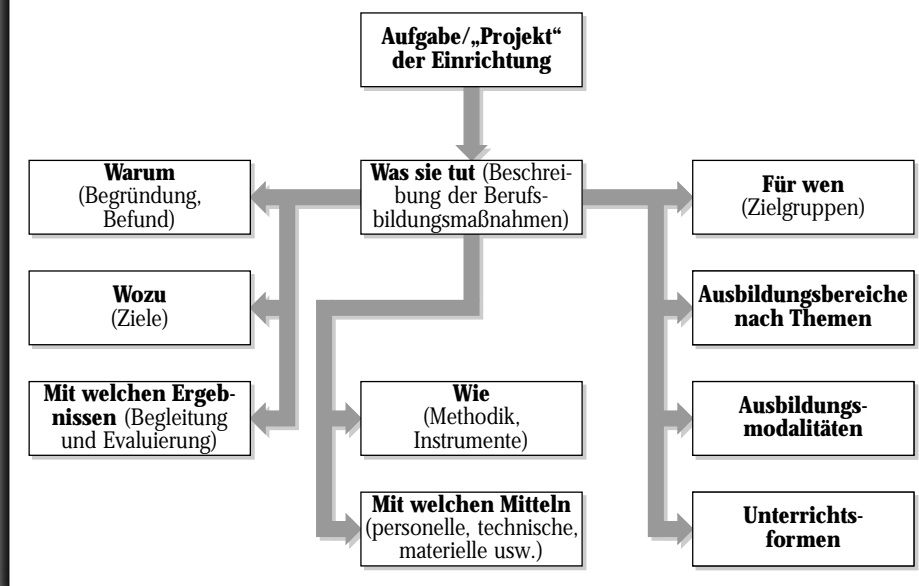 Aufgabe/„Projekt“
der Einrichtung
Warum
(Begründung,
Befund)
Was sie tut (Beschrei-
bung der Berufs-
bildungsmaßnahmen)
Für wen
(Zielgruppen)
Wozu
(Ziele)
Ausbildungsbereiche
nach Themen
Mit welchen Ergeb-
nissen (Begleitung
und Evaluierung)
Wie
(Methodik,
Instrumente)
Ausbildungs-
modalitäten
Mit welchen Mitteln
(personelle, technische,
materielle usw.)
Unterrichts-
formen